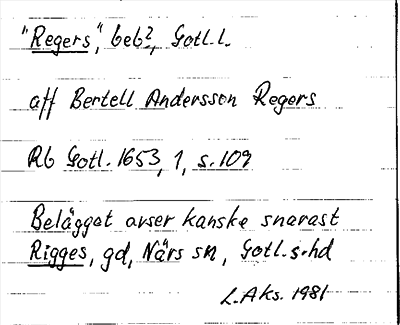 "Regers", beb?, Gotl. l.
aff Bertell Andersson Regers
Rb Gotl. 1653, 1, s. 109
Belägget avser kanske snarast
Rigges, gd, Närs sn, Gotl. s. hd
L. Aks. 1981